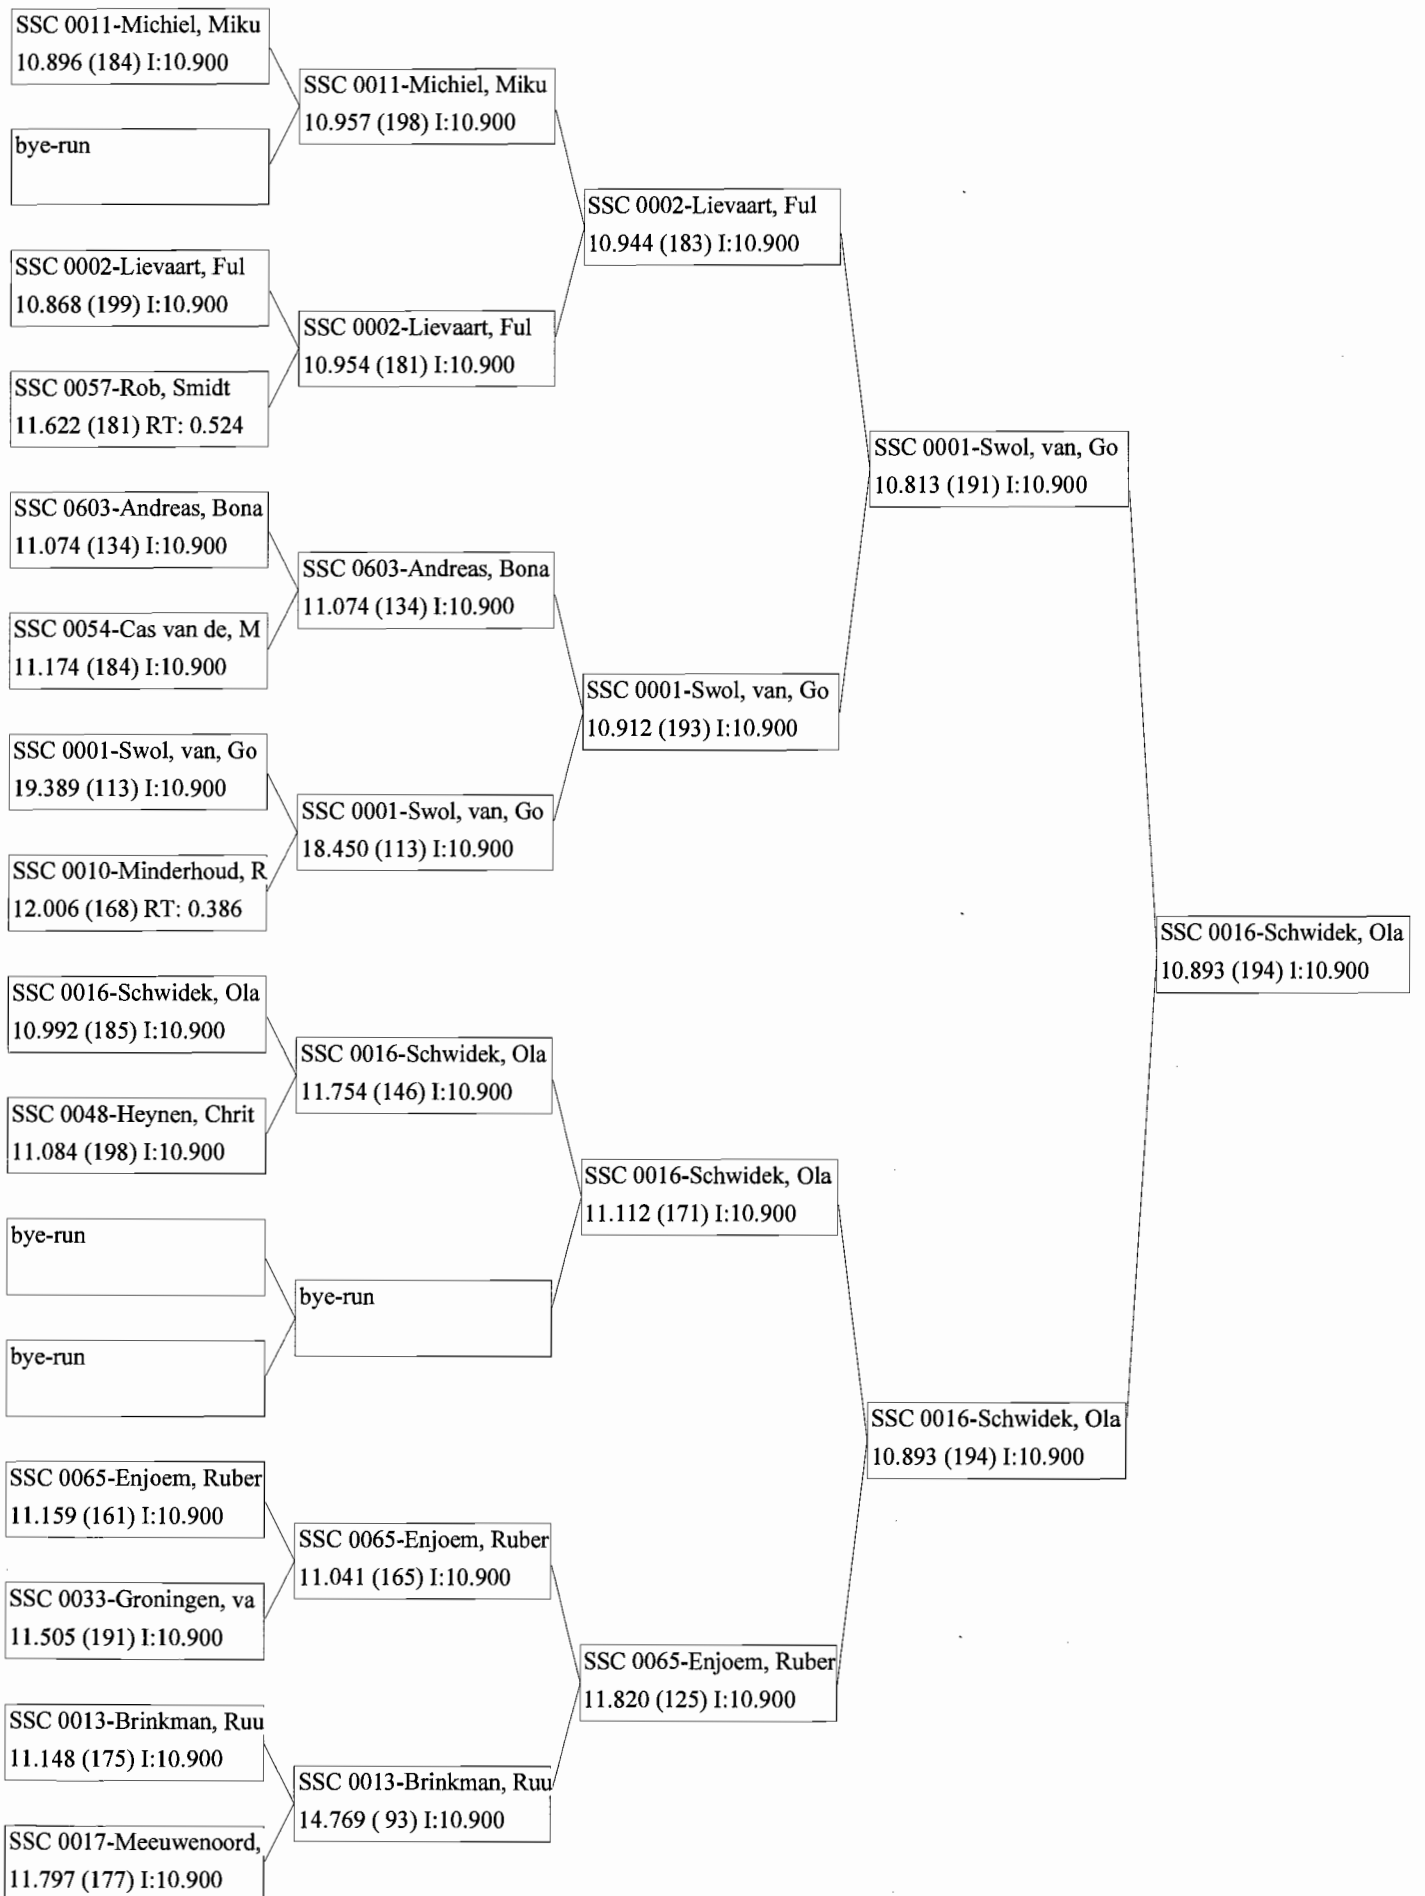 SSC 0011-Michiel, Miku
10.896 (184) I:10.900
bye-run
SSC 0002-Lievaart, Ful
10.868 (199) I:10.900
SSC 0057-Rob, Smidt
11.622 (181) RT: 0.524
SSC 0603-Andreas, Bona
11.074 (134) I:10.900
SSC 0054-Cas van de, M
11.174 (184) I:10.900
SSC 0001-Swol, van, Go
19.389 (113) I:10.900
SSC 0010-Minderhoud, R
12.006 (168) RT: 0.386
SSC 0016-Schwidek, Ola
10.992 (185) I:10.900
SSC 0048-Heynen, Chrit
11.084 (198) I:10.900
bye-run
bye-run
SSC 0065-Enjoem, Ruber
11.159 (161) I:10.900
SSC 0033-Groningen, va
11.505 (191) I:10.900
SSC 0013-Brinkman, Ruu
11.148 (175) I:10.900
SSC 0017-Meeuwenoord,
11.797 (177) I:10.900
SSC 0011-Michiel, Miku
10.957 (198) I:10.900
SSC 0002-Lievaart, Ful
10.954 (181) I:10.900
SSC 0603-Andreas, Bona
11.074 (134) I:10.900
SSC 0001-Swol, van, Go
18.450 (113) I:10.900
SSC 0016-Schwidek, Ola
11.754 (146) I:10.900
bye-run
SSC 0065-Enjoem, Ruber
11.041 (165) I:10.900
SSC 0013-Brinkman, Ruu
14.769 ( 93) I:10.900
SSC 0002-Lievaart, Ful
10.944 (183) I:10.900
SSC 0001-Swol, van, Go
10.912 (193) I:10.900
SSC 0016-Schwidek, Ola
11.112 (171) I:10.900
SSC 0065-Enjoem, Ruber
11.820 (125) I:10.900
SSC 0001-Swol, van, Go
10.813 (191) I:10.900
SSC 0016-Schwidek, Ola
10.893 (194) I:10.900
SSC 0016-Schwidek, Ola
10.893 (194) I:10.900